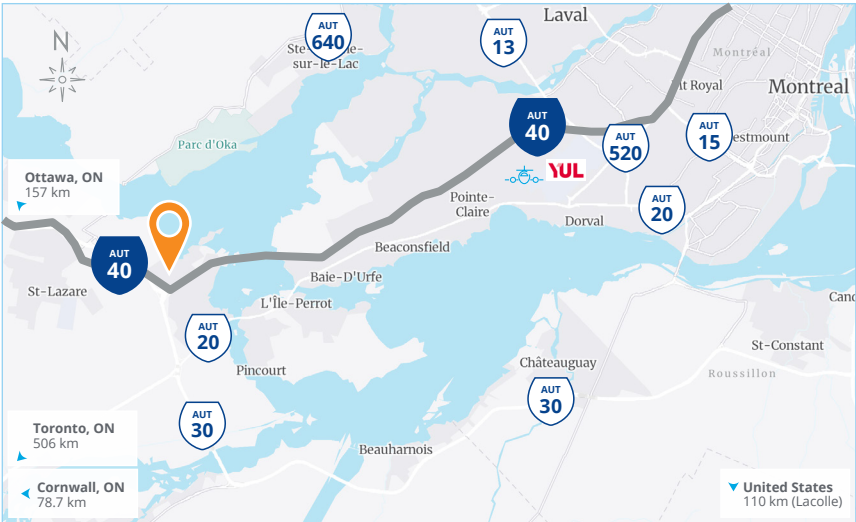 N
AUT
640
Ste
sur-le-Lac
AUT
13
Laval
Montréal
Montreal
Mt Royal
AUT
40
AUT
520
AUT
15
estmount
YUL
Parc d'Oka
Ottawa, ON
157 km
Pointe-
Claire
AUT
20
Dorval
Beaconsfield
AUT
40
St-Lazare
Baie-D'Urfe
L'Île-Perrot
Cand
AUT
20
Pincourt
St-Constant
Roussillon
Châteauguay
AUT
30
AUT
30
Beauharnois
Toronto, ON
506 km
Cornwall, ON
78.7 km
United States
110 km (Lacolle)